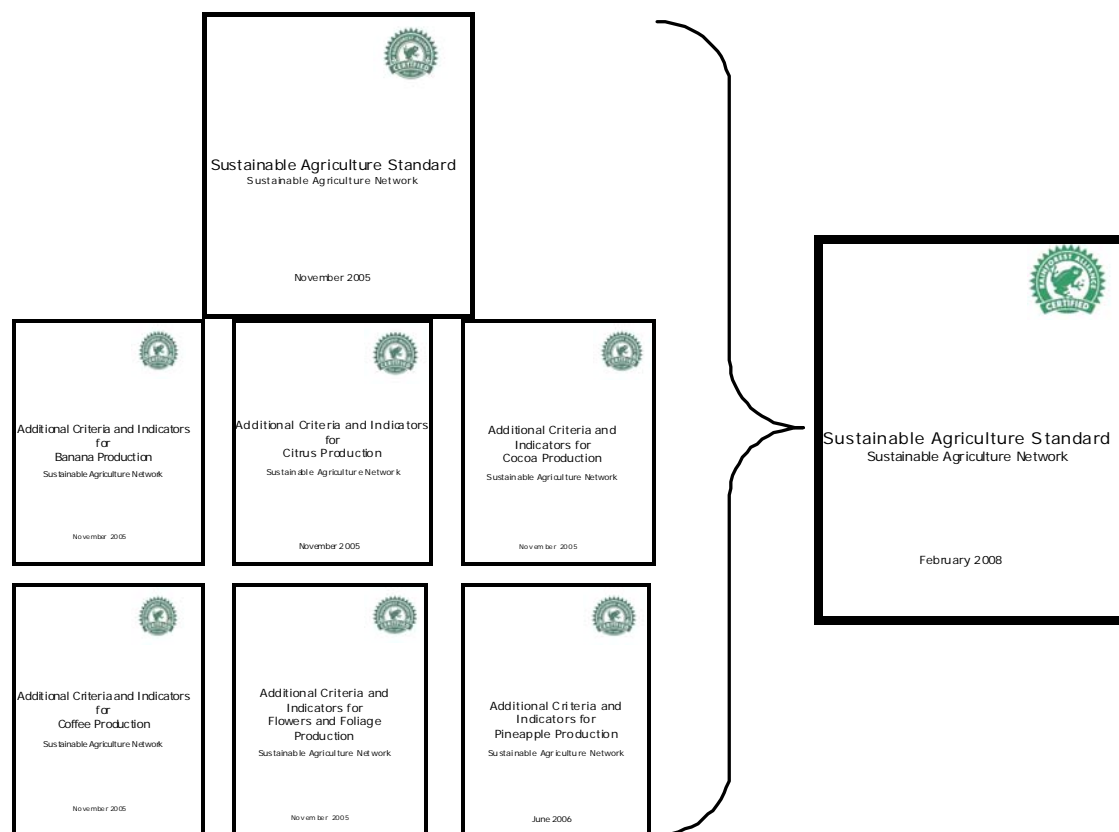 Sustainable Agriculture Standard
Sustainable Agriculture Network
November 2005
Additional Criteria and Indicators
for
Banana Production
Sustainable Agriculture Network
November 2005
Additional Criteria and Indicators
for
Citrus Production
Sustainable Agriculture Network
November 2005
Additional Criteria and
Indicators for
Cocoa Production
Sustainable Agriculture Network
November 2005
Additional Criteria and Indicators
for
Coffee Production
Sustainable Agriculture Network
November 2005
Additional Criteria and
Indicators for
Flowers and Foliage
Production
Sustainable Agriculture Network
November 2005
Additional Criteria and
Indicators for
Pineapple Production
Sustainable Agriculture Network
June 2006
RAINFOREST ALLIANCE
CERTIFIED
Sustainable Agriculture Standard
Sustainable Agriculture Network
February 2008